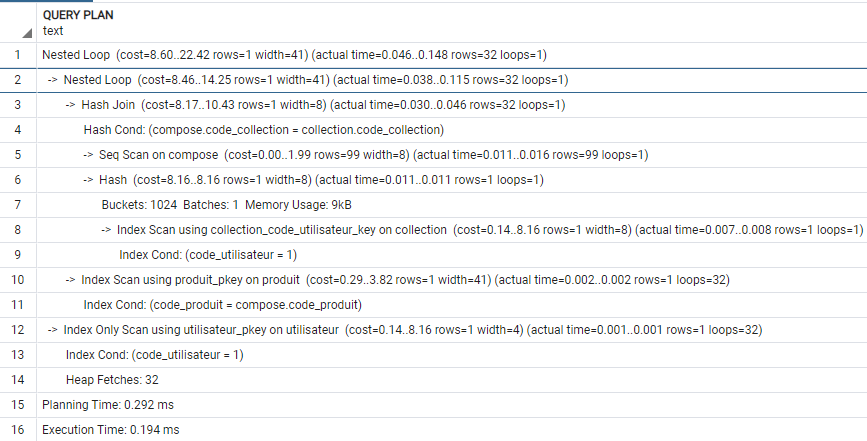 QUERY PLAN
text
1 Nested Loop (cost=8.60..22.42 rows=1 width=41) (actual time=0.046..0.148 rows=32 loops=1)
2 -> Nested Loop (cost=8.46..14.25 rows=1 width=41) (actual time=0.038..0.115 rows=32 loops=1)
3 -> Hash Join (cost=8.17..10.43 rows=1 width=8) (actual time=0.030..0.046 rows=32 loops=1)
4 Hash Cond: (compose.code_collection = collection.code_collection)
5 -> Seq Scan on compose (cost=0.00..1.99 rows=99 width=8) (actual time=0.011..0.016 rows=99 loops=1)
6 -> Hash (cost=8.16..8.16 rows=1 width=8) (actual time=0.011..0.011 rows=1 loops=1)
7 Buckets: 1024 Batches: 1 Memory Usage: 9kB
8 -> Index Scan using collection_code_utilisateur_key on collection (cost=0.14..8.16 rows=1 width=8) (actual time=0.007..0.008 rows=1 loops=1)
9 Index Cond: (code_utilisateur = 1)
10 -> Index Scan using produit_pkey on produit (cost=0.29..3.82 rows=1 width=41) (actual time=0.002..0.002 rows=1 loops=32)
11 Index Cond: (code_produit = compose.code_produit)
12 -> Index Only Scan using utilisateur_pkey on utilisateur (cost=0.14..8.16 rows=1 width=4) (actual time=0.001..0.001 rows=1 loops=32)
13 Index Cond: (code_utilisateur = 1)
14 Heap Fetches: 32
15 Planning Time: 0.292 ms
16 Execution Time: 0.194 ms